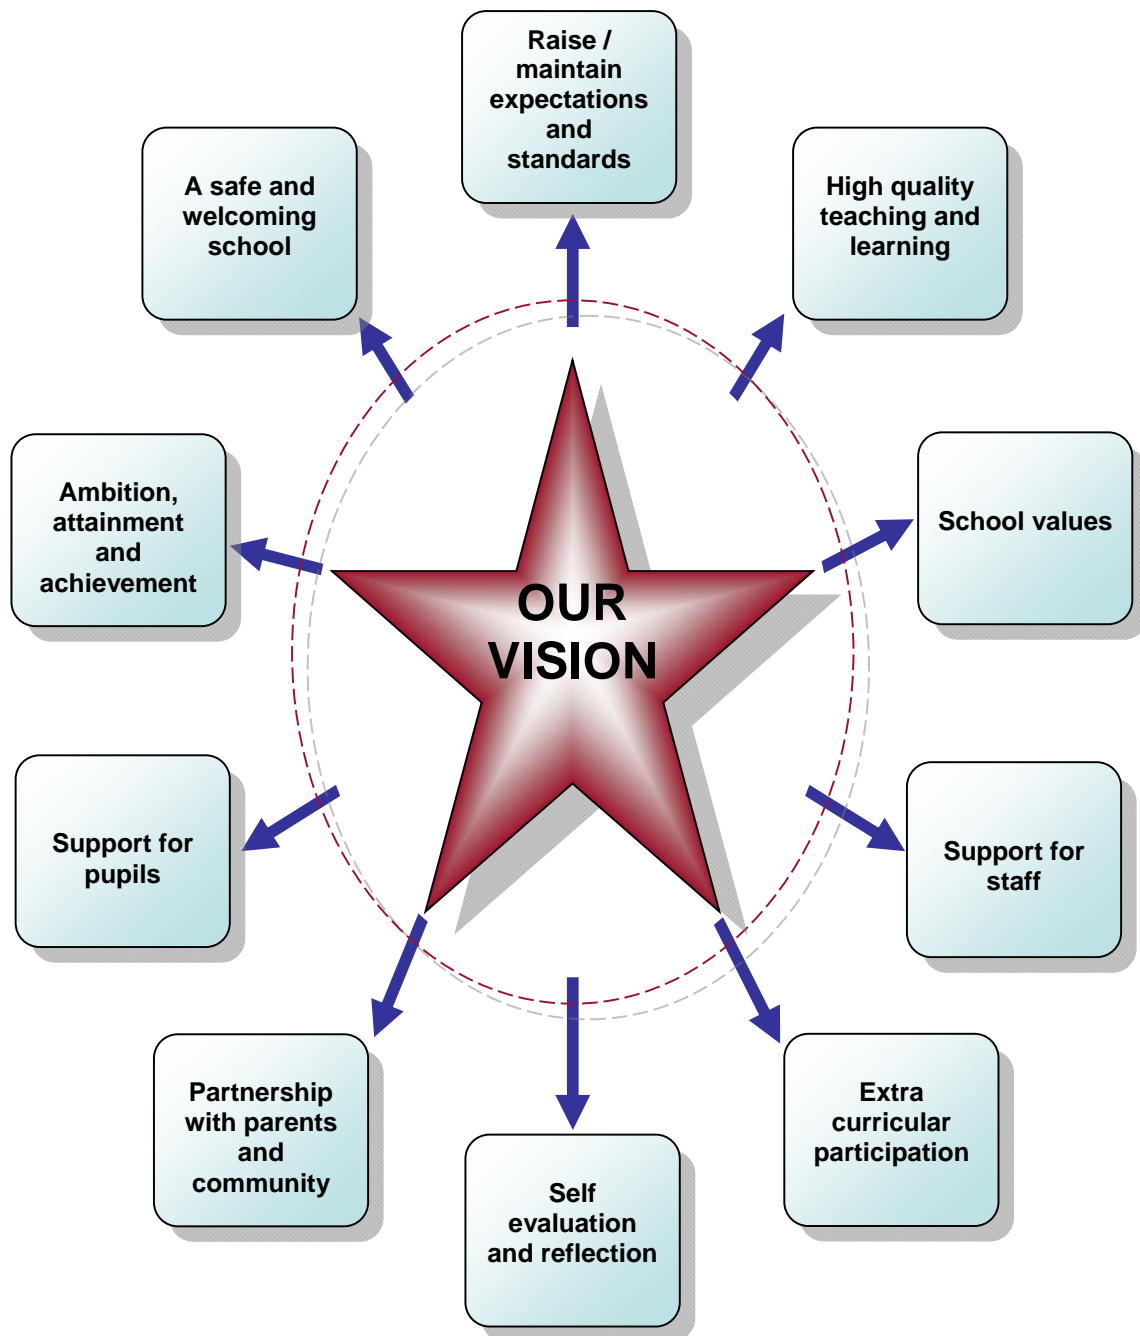 Raise /
maintain
expectations
and
standards
A safe and
welcoming
school
High quality
teaching and
learning
Ambition,
attainment
and
achievement
School values
OUR
VISION
Support for
pupils
Support for
staff
Partnership
with parents
and
community
Extra
curricular
participation
Self
evaluation
and reflection